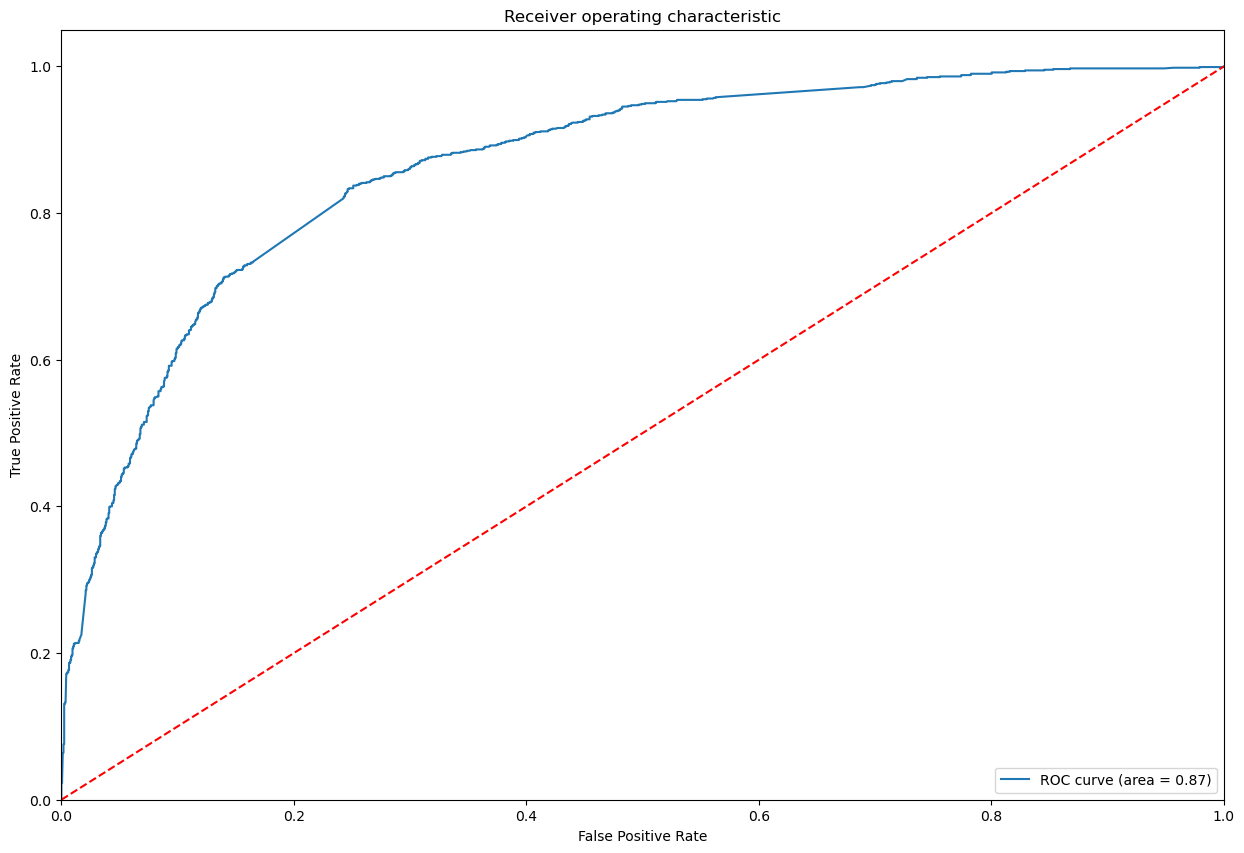 Receiver operating characteristic
1.0
0.8
0.6
0.4
0.2
0.0
True Positive Rate
0.0 0.2 0.4 0.6 0.8 1.0
False Positive Rate
ROC curve (area = 0.87)